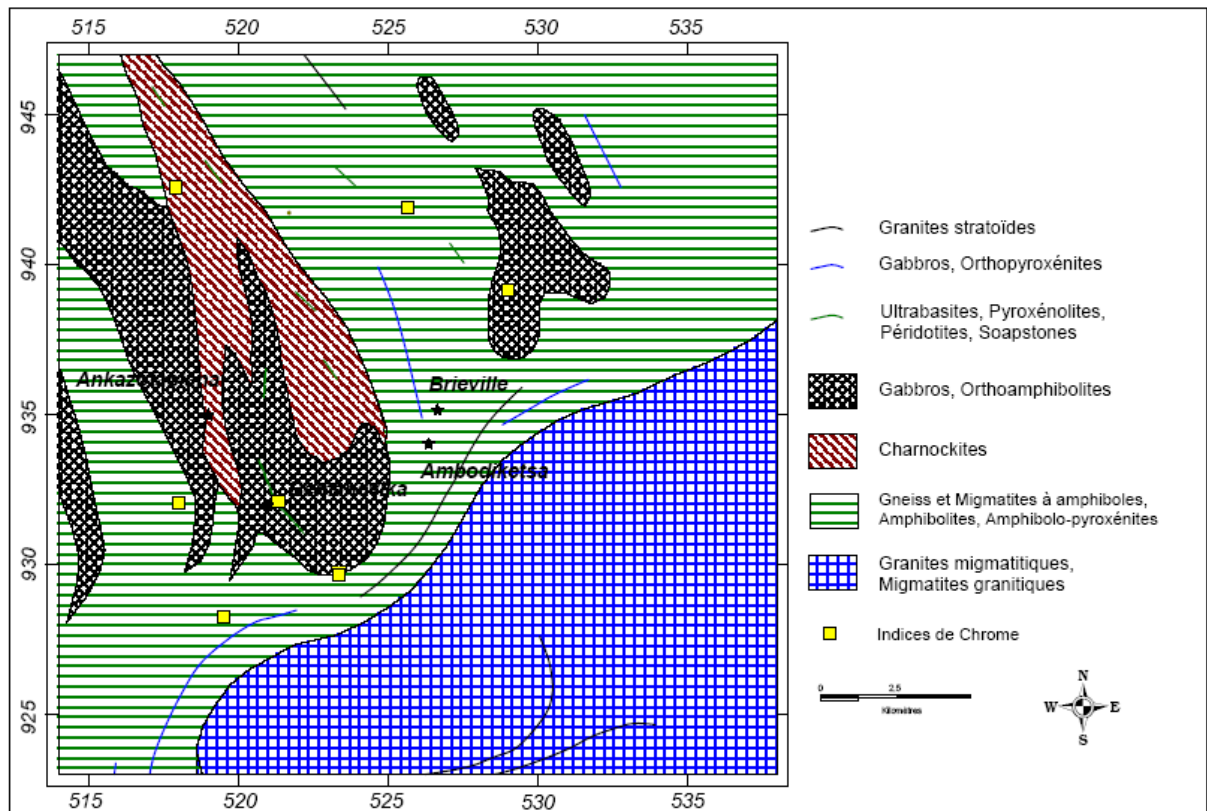 515 520 525 530 535
945
940
935
930
925
Brieville
Ambodiketsa
515 520 525 530 535
Granites stratoïdes
Gabbros, Orthopyroxénites
Ultrabasites, Pyroxénolites,
Péridotites, Soapstones
Gabbros, Orthoamphibolites
Charnockites
Gneiss et Migmatites à amphiboles,
Amphibolites, Amphibolo-pyroxénites
Granites migmatitiques,
Migmatites granitiques
Indices de Chrome
0 2.5
Kilomètres
N
W E
S